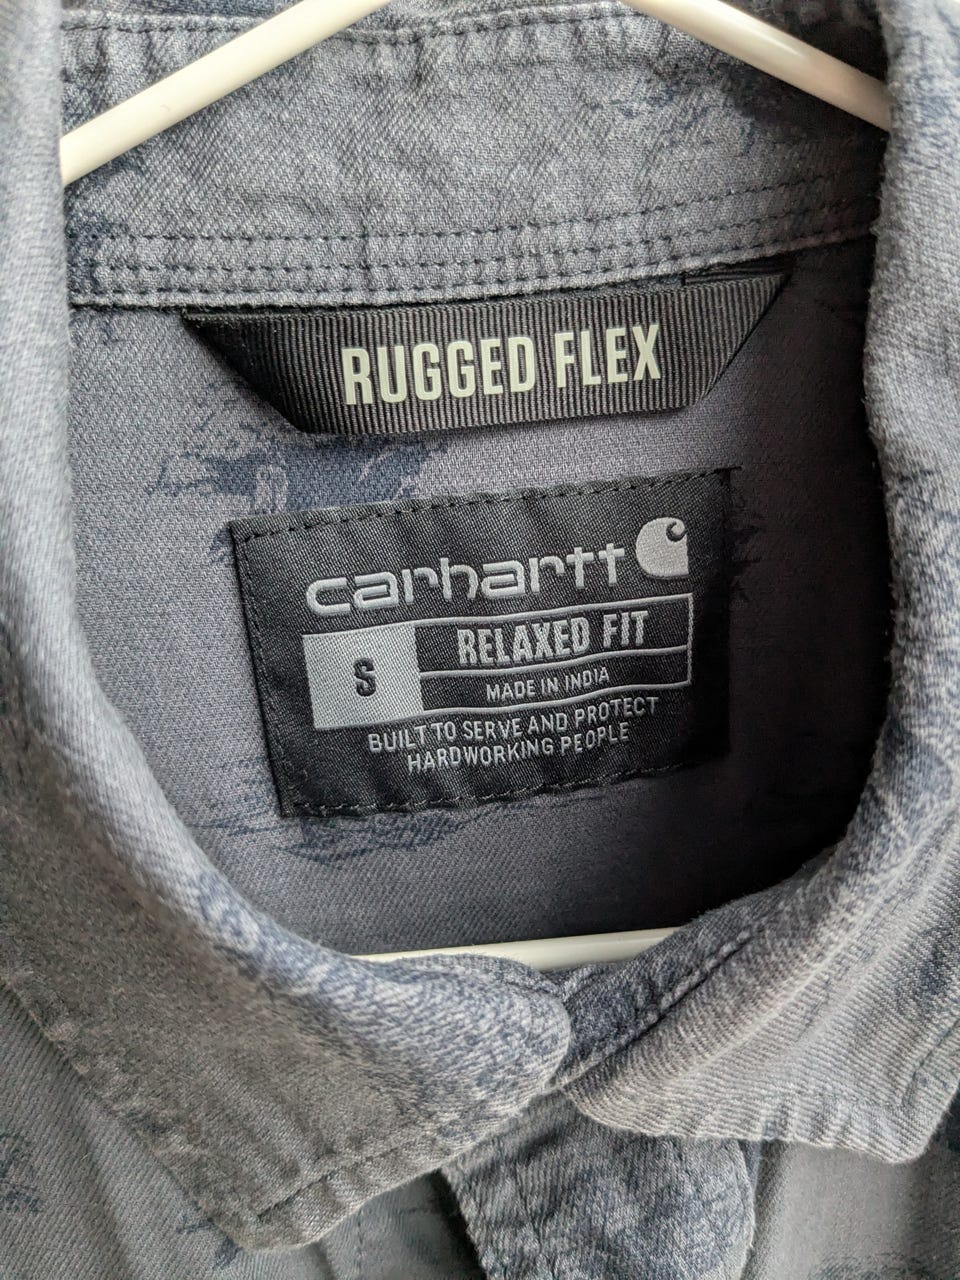 RUGGED FLEX
carhartt
S
RELAXED FIT
MADE IN INDIA
BUILT TO SERVE AND PROTECT
HARDWORKING PEOPLE